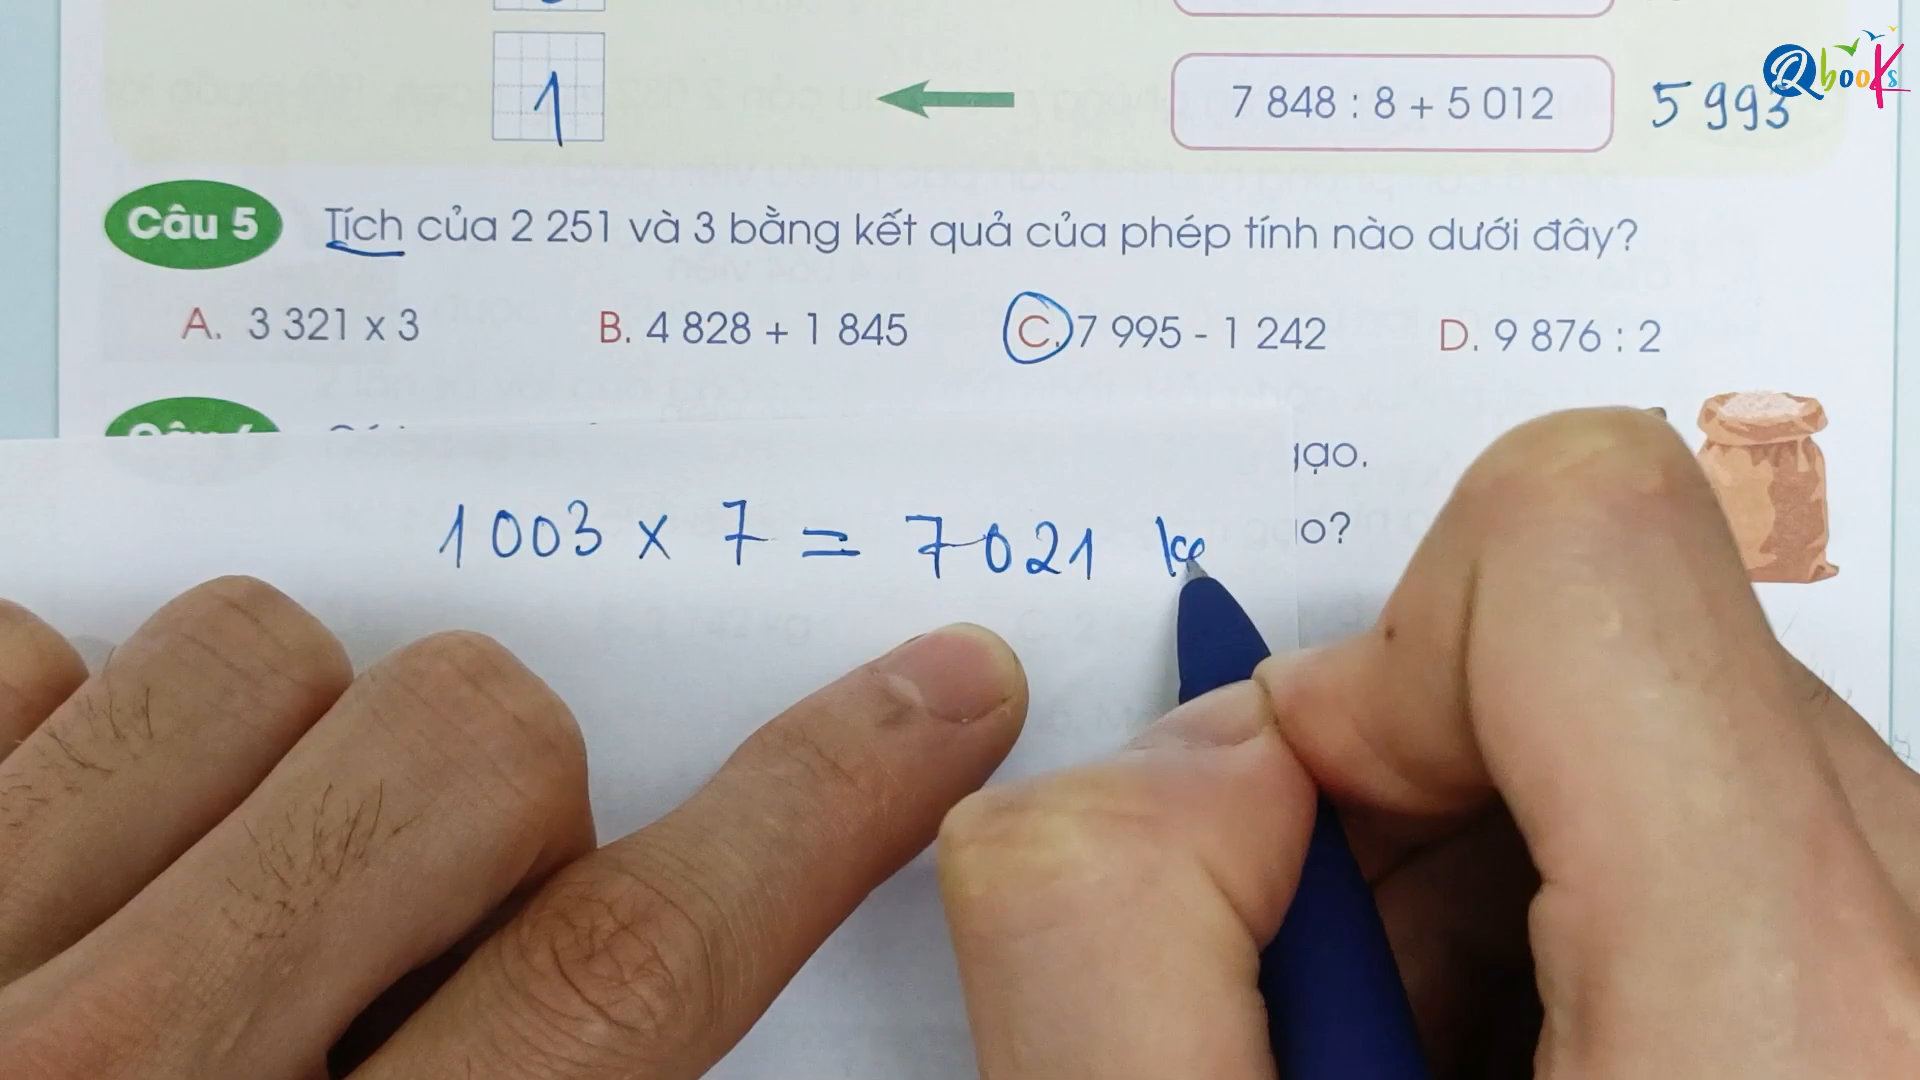 Qbooks
1
7 848 : 8 + 5 012
5 993
Câu 5 Tích của 2 251 và 3 bằng kết quả của phép tính nào dưới đây?
A. 3 321 x 3 B. 4 828 + 1 845 C. 7 995 - 1 242 D. 9 876 : 2
gạo.
1003 x 7 = 7021 kg